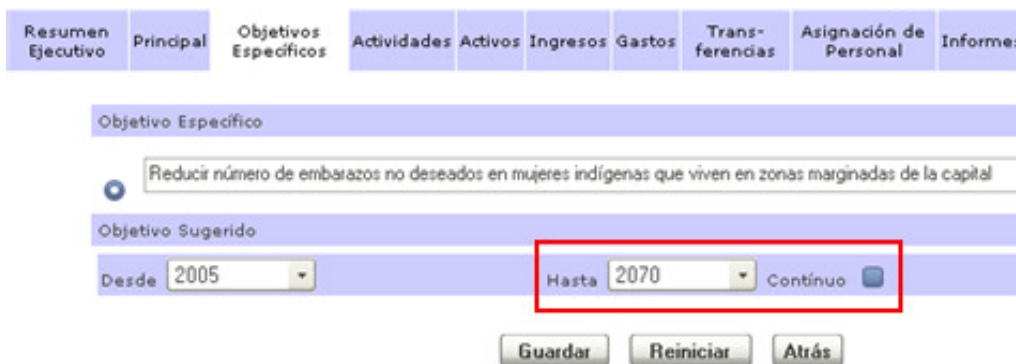 Resumen Ejecutivo Principal Objetivos Específicos Actividades Activos Ingresos Gastos Trans-ferencias Asignación de Personal Informes
Objetivo Específico
Reducir número de embarazos no deseados en mujeres indígenas que viven en zonas marginadas de la capital
Objetivo Sugerido
Desde 2005 Hasta 2070 Contínuo
Guardar Reiniciar Atrás